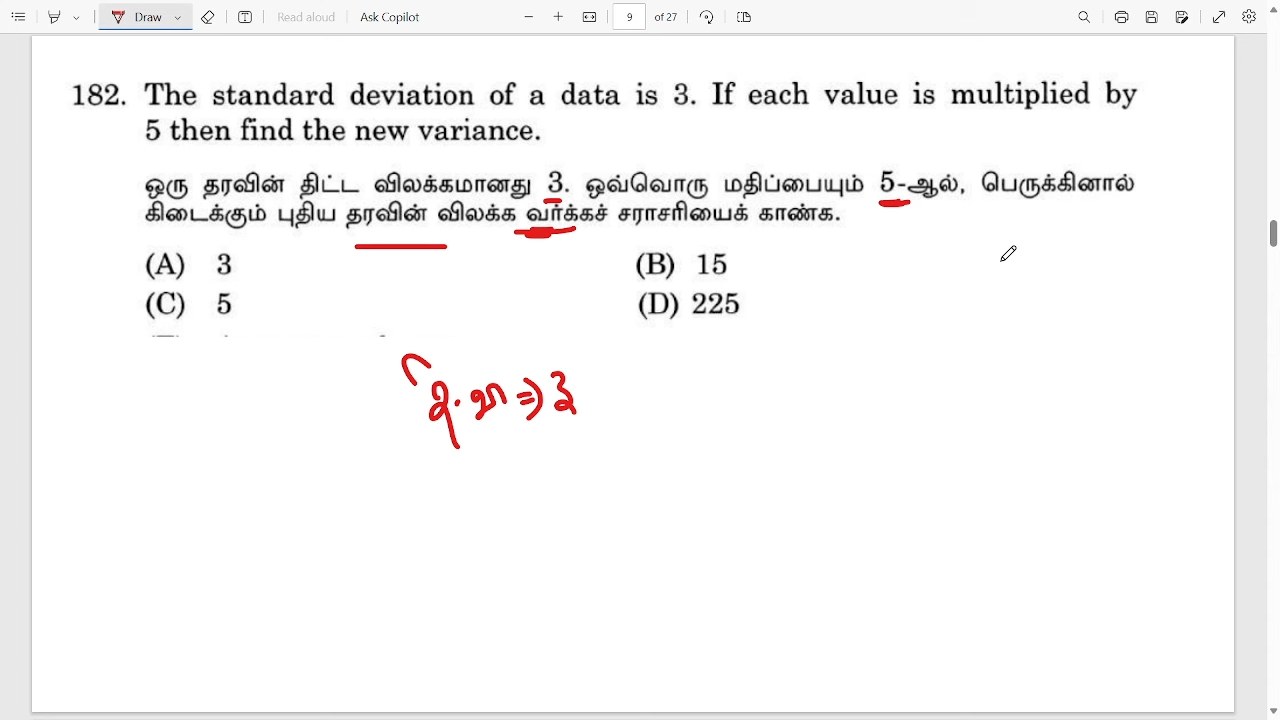 Draw
Read aloud
Ask Copilot
9
of 27
182. The standard deviation of a data is 3. If each value is multiplied by
5 then find the new variance.
ஒரு தரவின் திட்ட விலக்கமானது 3. ஒவ்வொரு மதிப்பையும் 5-ஆல், பெருக்கினால்
கிடைக்கும் புதிய தரவின் விலக்க வர்க்கச் சராசரியைக் காண்க.
(A) 3
(B) 15
(C) 5
(D) 225
⇒ 3